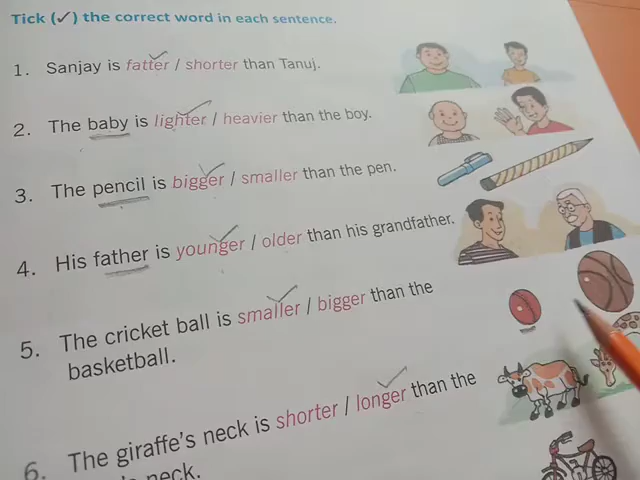 Tick (✓) the correct word in each sentence.
1. Sanjay is fatter / shorter than Tanuj.
2. The baby is lighter / heavier than the boy.
3. The pencil is bigger / smaller than the pen.
4. His father is younger / older than his grandfather.
5. The cricket ball is smaller / bigger than the
basketball.
6. The giraffe's neck is shorter / longer than the
neck.